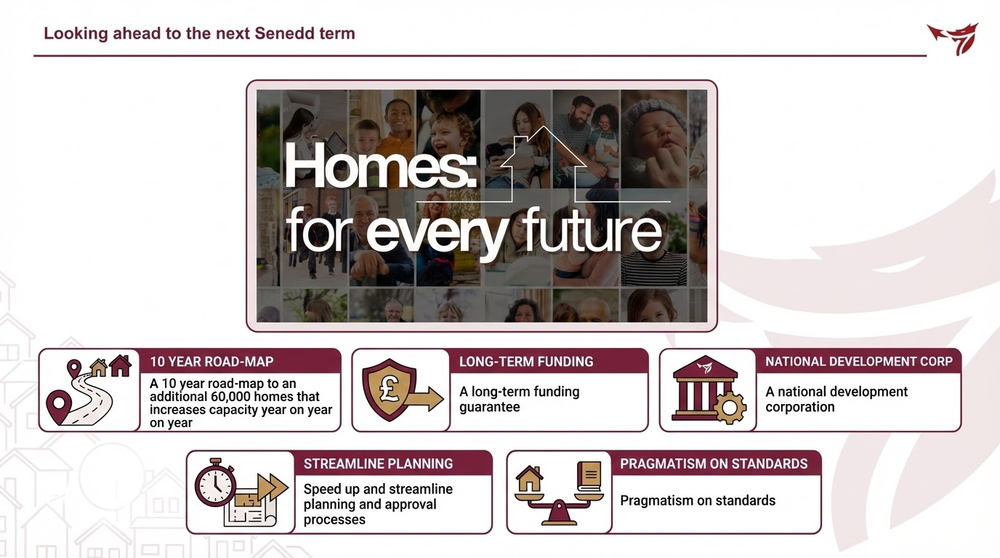 Looking ahead to the next Senedd term
Homes:
for every future
10 YEAR ROAD-MAP
A 10 year road-map to an
additional 60,000 homes that
increases capacity year on year
on year
LONG-TERM FUNDING
A long-term funding
guarantee
£
NATIONAL DEVELOPMENT CORP
A national development
corporation
STREAMLINE PLANNING
Speed up and streamline
planning and approval
processes
PRAGMATISM ON STANDARDS
Pragmatism on standards